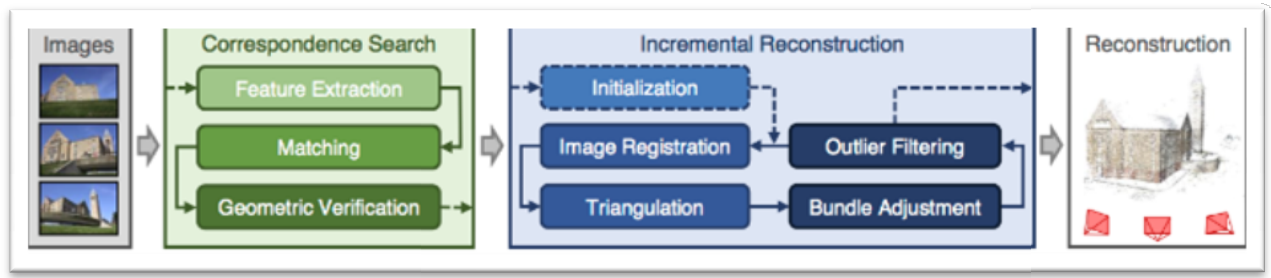 Images
Correspondence Search
Feature Extraction
Matching
Geometric Verification
Incremental Reconstruction
Initialization
Image Registration
Outlier Filtering
Triangulation
Bundle Adjustment
Reconstruction